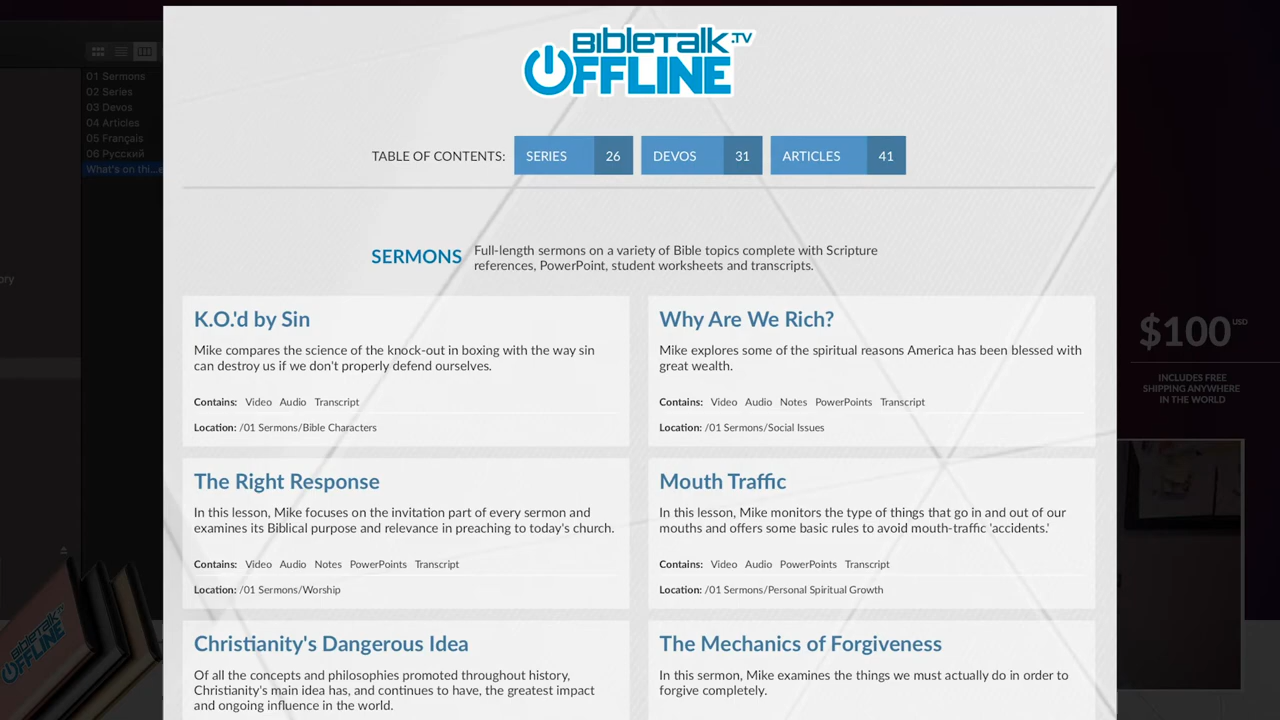 BibleTalk.TV
OFFLINE
01 Sermons
02 Series
03 Devos
04 Articles
05 Français
06 Русский
What's on thi...e
TABLE OF CONTENTS: SERIES 26 DEVOS 31 ARTICLES 41
SERMONS
Full-length sermons on a variety of Bible topics complete with Scripture
references, PowerPoint, student worksheets and transcripts.
K.O.'d by Sin
Mike compares the science of the knock-out in boxing with the way sin
can destroy us if we don't properly defend ourselves.
Contains: Video Audio Transcript
Location: /01 Sermons/Bible Characters
Why Are We Rich?
Mike explores some of the spiritual reasons America has been blessed with
great wealth.
Contains: Video Audio Notes PowerPoints Transcript
Location: /01 Sermons/Social Issues
The Right Response
In this lesson, Mike focuses on the invitation part of every sermon and
examines its Biblical purpose and relevance in preaching to today's church.
Contains: Video Audio Notes PowerPoints Transcript
Location: /01 Sermons/Worship
Mouth Traffic
In this lesson, Mike monitors the type of things that go in and out of our
mouths and offers some basic rules to avoid mouth-traffic 'accidents.'
Contains: Video Audio PowerPoints Transcript
Location: /01 Sermons/Personal Spiritual Growth
Christianity's Dangerous Idea
Of all the concepts and philosophies promoted throughout history,
Christianity's main idea has, and continues to have, the greatest impact
and ongoing influence in the world.
The Mechanics of Forgiveness
In this sermon, Mike examines the things we must actually do in order to
forgive completely.
$100 USD
INCLUDES FREE
SHIPPING ANYWHERE
IN THE WORLD
BibleTalk.TV
OFFLINE